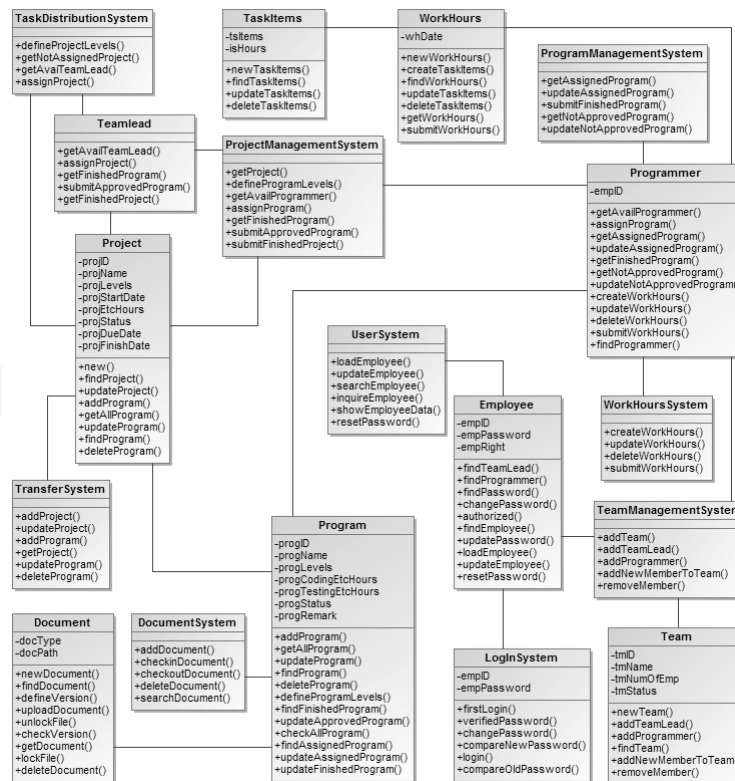 TaskDistributionSystem
+defineProjectLevels()
+getNotAssignedProject()
+getAvaiTeamLead()
+assignProject()
TaskItems
-tsItems
-isHours
+newTaskItems()
+findTaskItems()
+updateTaskItems()
+deleteTaskItems()
WorkHours
-whDate
+newWorkHours()
+createTaskItems()
+findWorkHours()
+updateTaskItems()
+deleteTaskItems()
+getWorkHours()
+submitWorkHours()
ProgramManagementSystem
+getAssignedProgram()
+updateAssignedProgram()
+submitFinishedProgram()
+getNotApprovedProgram()
+updateNotApprovedProgram()
Teamlead
+getAvailTeamLead()
+assignProject()
+getFinishedProgram()
+submitApprovedProgram()
+getFinishedProject()
ProjectManagementSystem
+getProject()
+defineProgramLevels()
+getAvailProgrammer()
+assignProgram()
+getFinishedProgram()
+submitApprovedProgram()
+submitFinishedProject()
Programmer
-empID
+getAvailProgrammer()
+assignProgram()
+getAssignedProgram()
+updateAssignedProgram()
+getFinishedProgram()
+getNotApprovedProgram()
+updateNotApprovedProgram(
+createWorkHours()
+updateWorkHours()
+deleteWorkHours()
+submitWorkHours()
+findProgrammer()
Project
-projID
-projName
-projLevels
-projStartDate
-projEtcHours
-projStatus
-projDueDate
-projFinishDate
+new()
+findProject()
+updateProject()
+addProgram()
+getAllProgram()
+updateProgram()
+findProgram()
+deleteProgram()
UserSystem
+loadEmployee()
+updateEmployee()
+searchEmployee()
+inquireEmployee()
+showEmployeeData()
+resetPassword()
Employee
-empID
-empPassword
-empRight
+findTeamLead()
+findProgrammer()
+findPassword()
+changePassword()
+authorized()
+findEmployee()
+updatePassword()
+loadEmployee()
+updateEmployee()
+resetPassword()
WorkHoursSystem
+createWorkHours()
+updateWorkHours()
+deleteWorkHours()
+submitWorkHours()
TransferSystem
+addProject()
+updateProject()
+addProgram()
+getProject()
+updateProgram()
+deleteProgram()
Program
-progID
-progName
-progLevels
-progCodingEtcHours
-progTestingEtcHours
-progStatus
-progRemark
+addProgram()
+getAllProgram()
+updateProgram()
+findProgram()
+deleteProgram()
+defineProgramLevels()
+findFinishedProgram()
+updateApprovedProgram()
+checkAllProgram()
+findAssignedProgram()
+updateAssignedProgram()
+updateFinishedProgram()
TeamManagementSystem
+addTeam()
+addTeamLead()
+addProgrammer()
+addNewMemberToTeam()
+removeMember()
Document
-docType
-docPath
+newDocument()
+findDocument()
+defineVersion()
+uploadDocument()
+unlockFile()
+checkVersion()
+getDocument()
+lockFile()
+deleteDocument()
DocumentSystem
+addDocument()
+checkinDocument()
+checkoutDocument()
+deleteDocument()
+searchDocument()
LogInSystem
-empID
-empPassword
+firstLogin()
+verifiedPassword()
+changePassword()
+compareNewPassword()
+login()
+compareOldPassword()
Team
-tmID
-tmName
-tmNumOfEmp
-tmStatus
+newTeam()
+addTeamLead()
+addProgrammer()
+findTeam()
+addNewMemberToTeam
+removeMember()